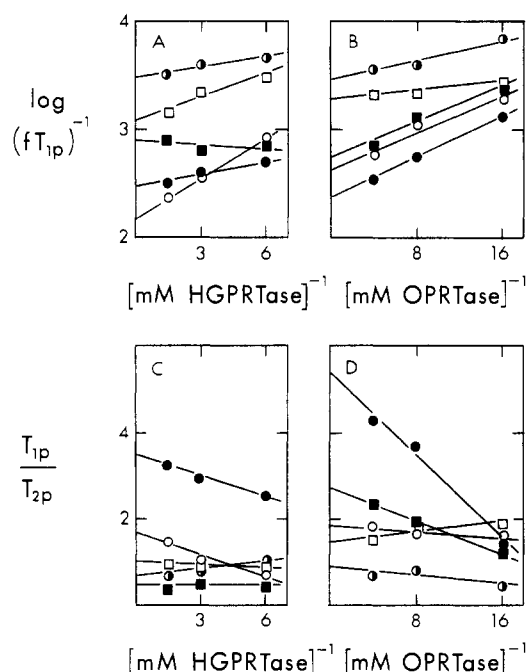 A
B
4
log
(fT₁ₚ)⁻¹
3
2
3
6
8
16
[mM HGPRTase]⁻¹
[mM OPRTase]⁻¹
C
D
4
T₁ₚ
T₂ₚ
2
3
6
8
16
[mM HGPRTase]⁻¹
[mM OPRTase]⁻¹